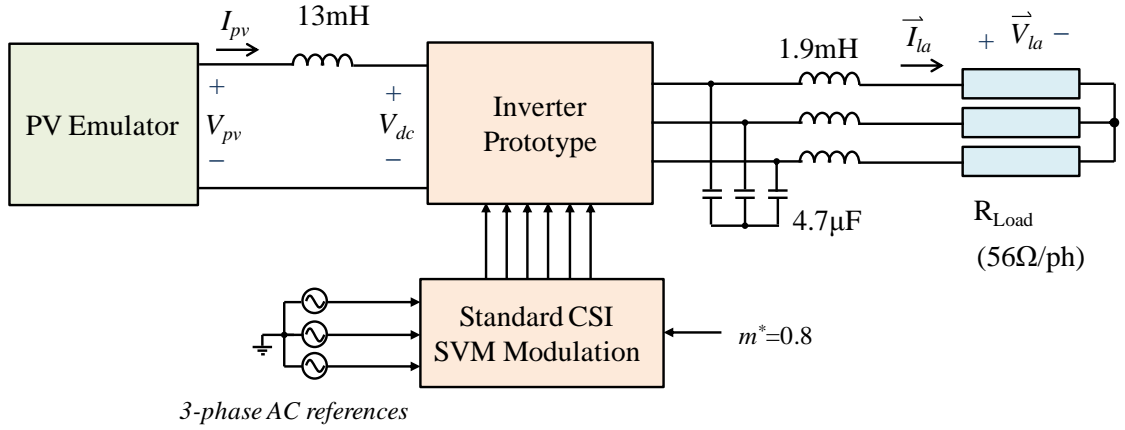 I_pv
13mH
PV Emulator
+
V_pv
−
+
V_dc
−
Inverter
Prototype
1.9mH
I_la
+ V_la −
4.7μF
R_Load
(56Ω/ph)
Standard CSI
SVM Modulation
m*=0.8
3-phase AC references